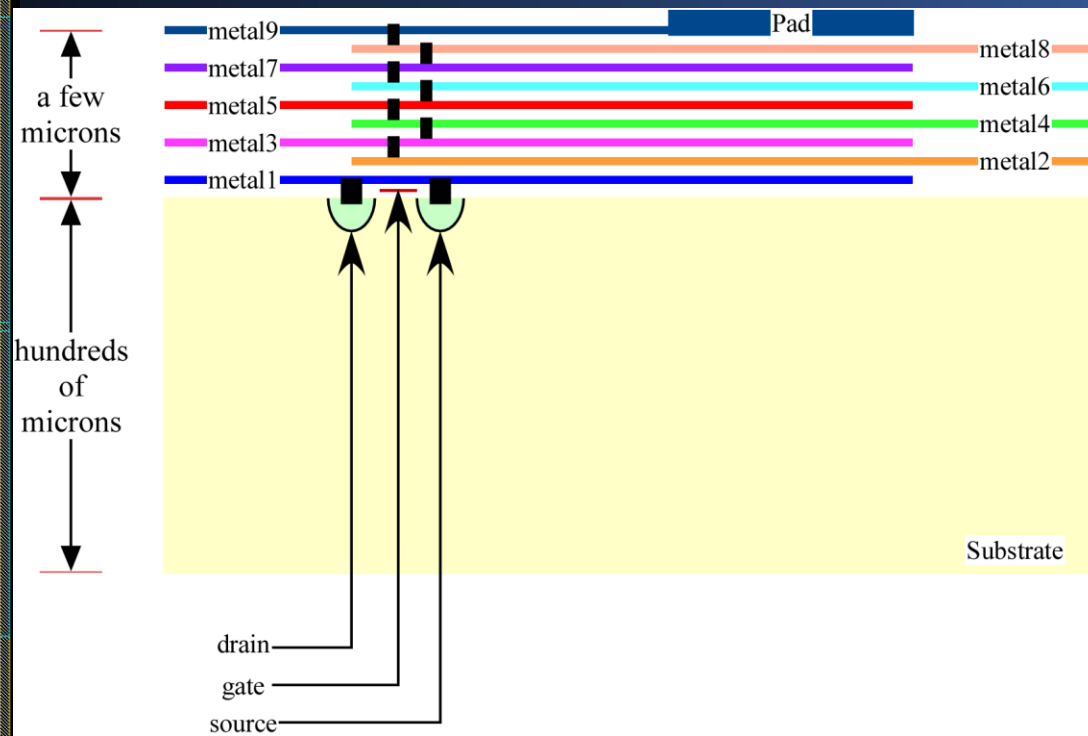 metal9
Pad
metal8
metal7
metal6
a few
microns
metal5
metal4
metal3
metal2
metal1
hundreds
of
microns
Substrate
drain
gate
source